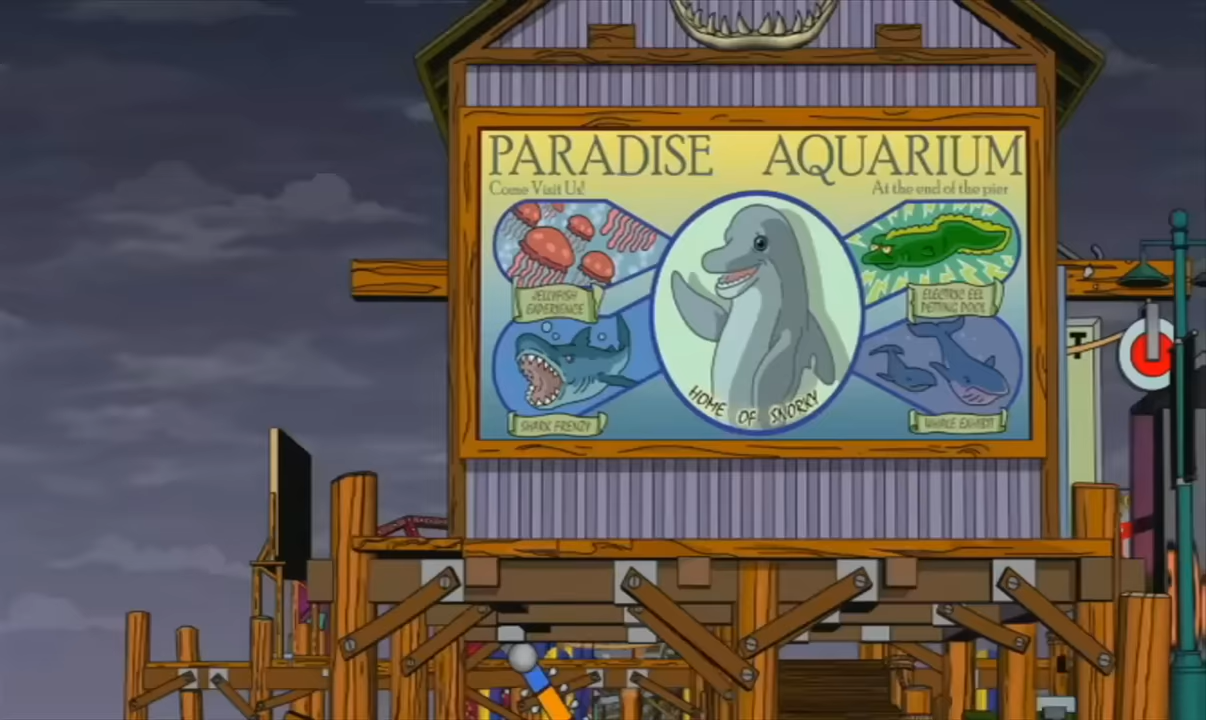 PARADISE AQUARIUM
Come Visit Us!
At the end of the pier
JELLYFISH
EXPERIENCE
ELECTRIC EEL
PETTING POOL
SHARK FRENZY
WHALE EXHIBIT
HOME OF SNORKY
T